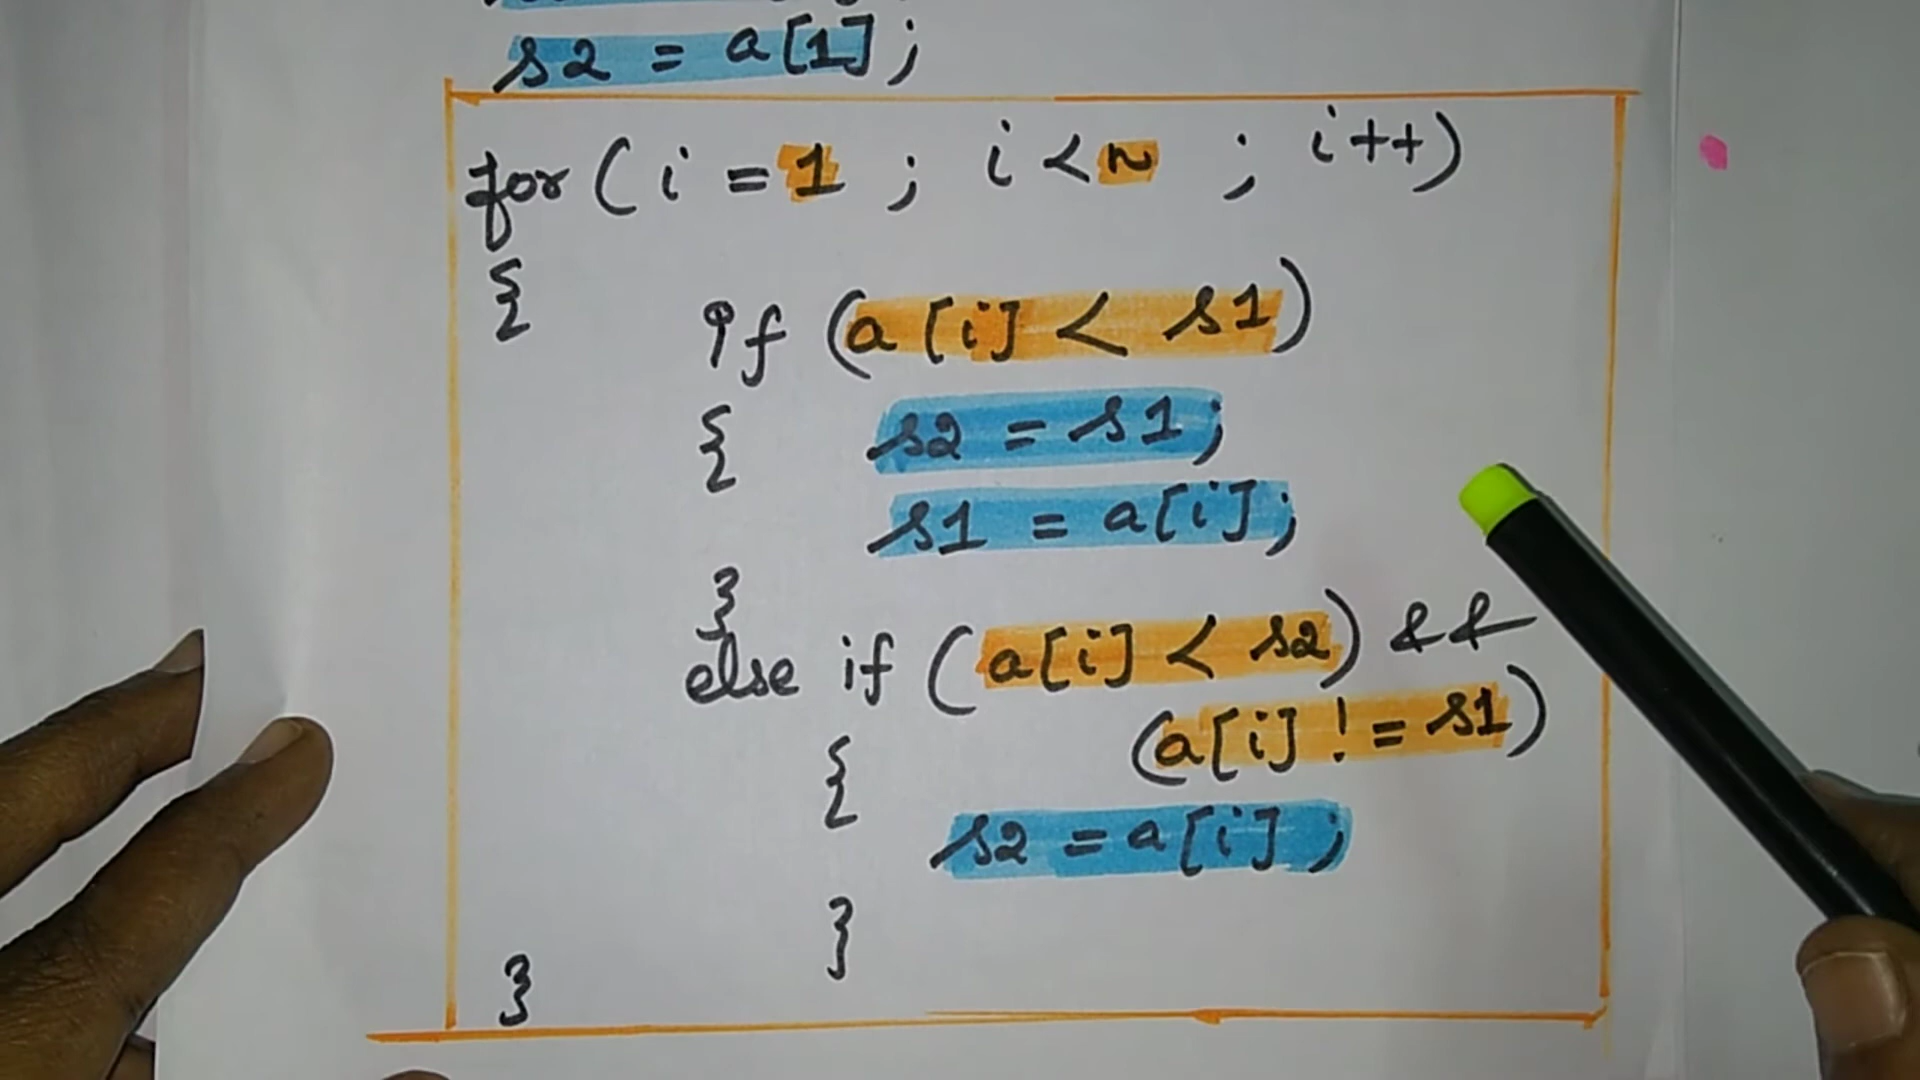 s2 = a[1];
for( i = 1 ; i < n ; i++)
{
if (a[i] < s1)
{ s2 = s1;
s1 = a[i];
}
else if (a[i] < s2) &&
(a[i] != s1)
{
s2 = a[i];
}
}